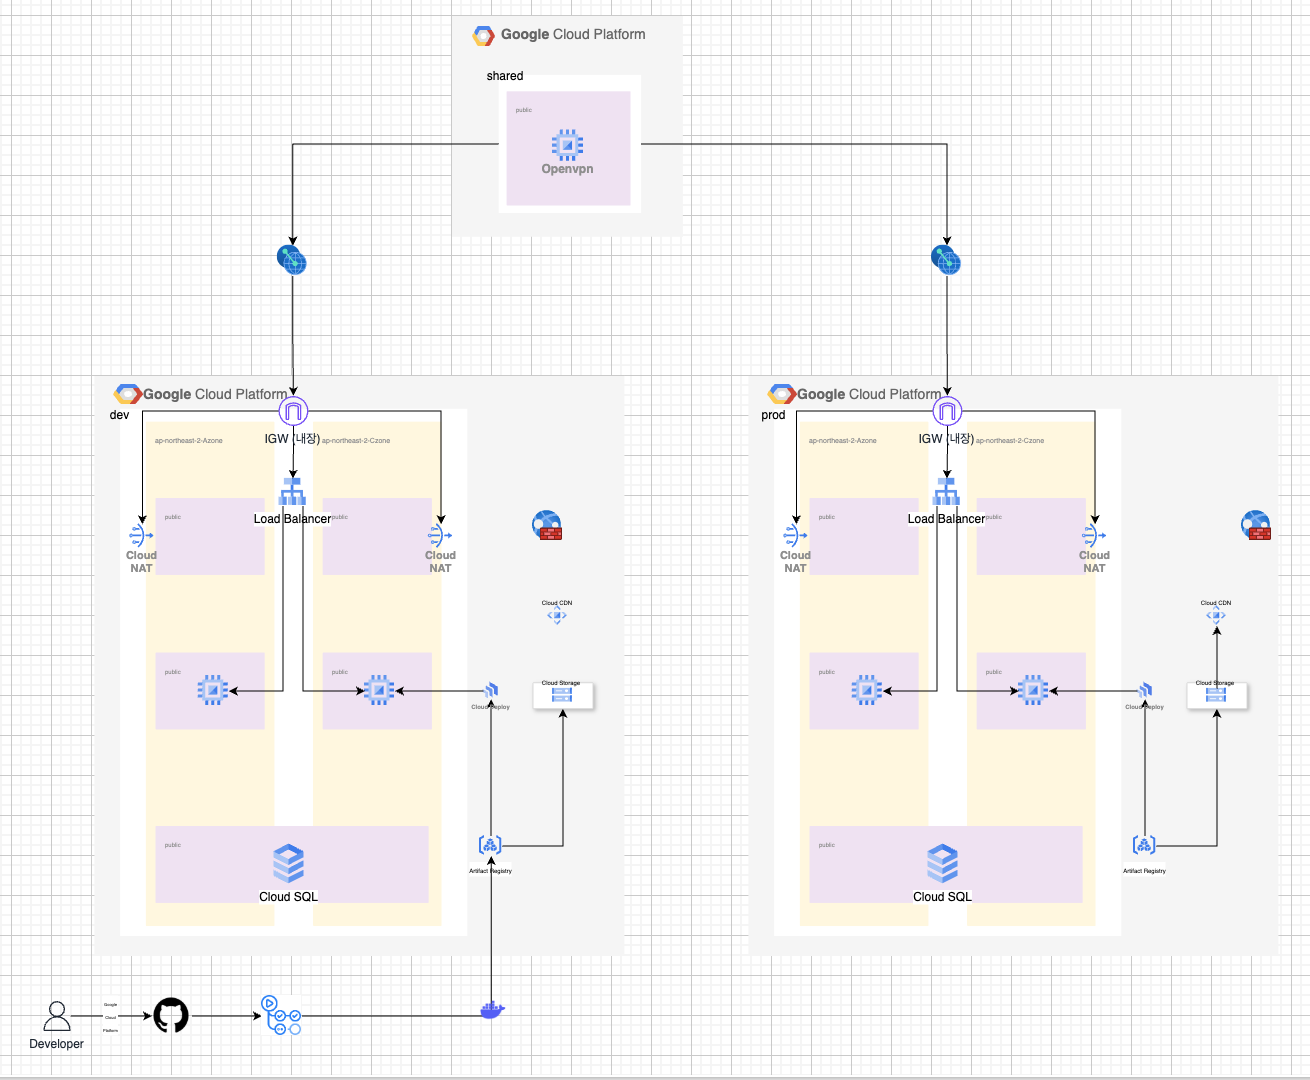 Google Cloud Platform
shared
public
Openvpn
Google Cloud Platform
dev
IGW (내장)
ap-northeast-2-Azone
ap-northeast-2-Czone
public
Load Balancer
public
Cloud
NAT
Cloud
NAT
Cloud CDN
public
public
Cloud Storage
Cloud Deploy
public
Cloud SQL
Artifact Registry
Google Cloud Platform
prod
IGW (내장)
ap-northeast-2-Azone
ap-northeast-2-Czone
public
Load Balancer
public
Cloud
NAT
Cloud
NAT
Cloud CDN
public
public
Cloud Storage
Cloud Deploy
public
Cloud SQL
Artifact Registry
Google
Cloud
Platform
Developer